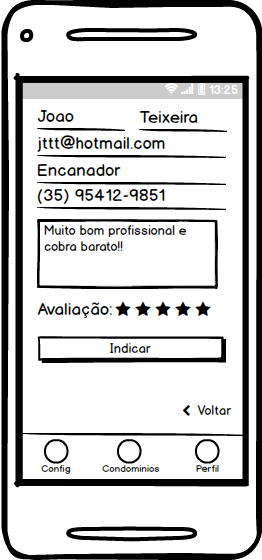 13:25
Joao Teixeira
jttt@hotmail.com
Encanador
(35) 95412-9851
Muito bom profissional e
cobra barato!!
Avaliação:
Indicar
Voltar
Config Condominios Perfil